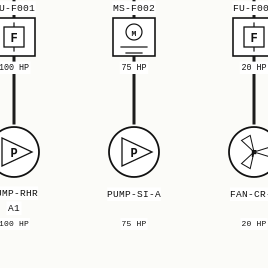 U-F001 MS-F002 FU-F00
F M F
100 HP 75 HP 20 HP
P P
UMP-RHR PUMP-SI-A FAN-CR-
A1
100 HP 75 HP 20 HP